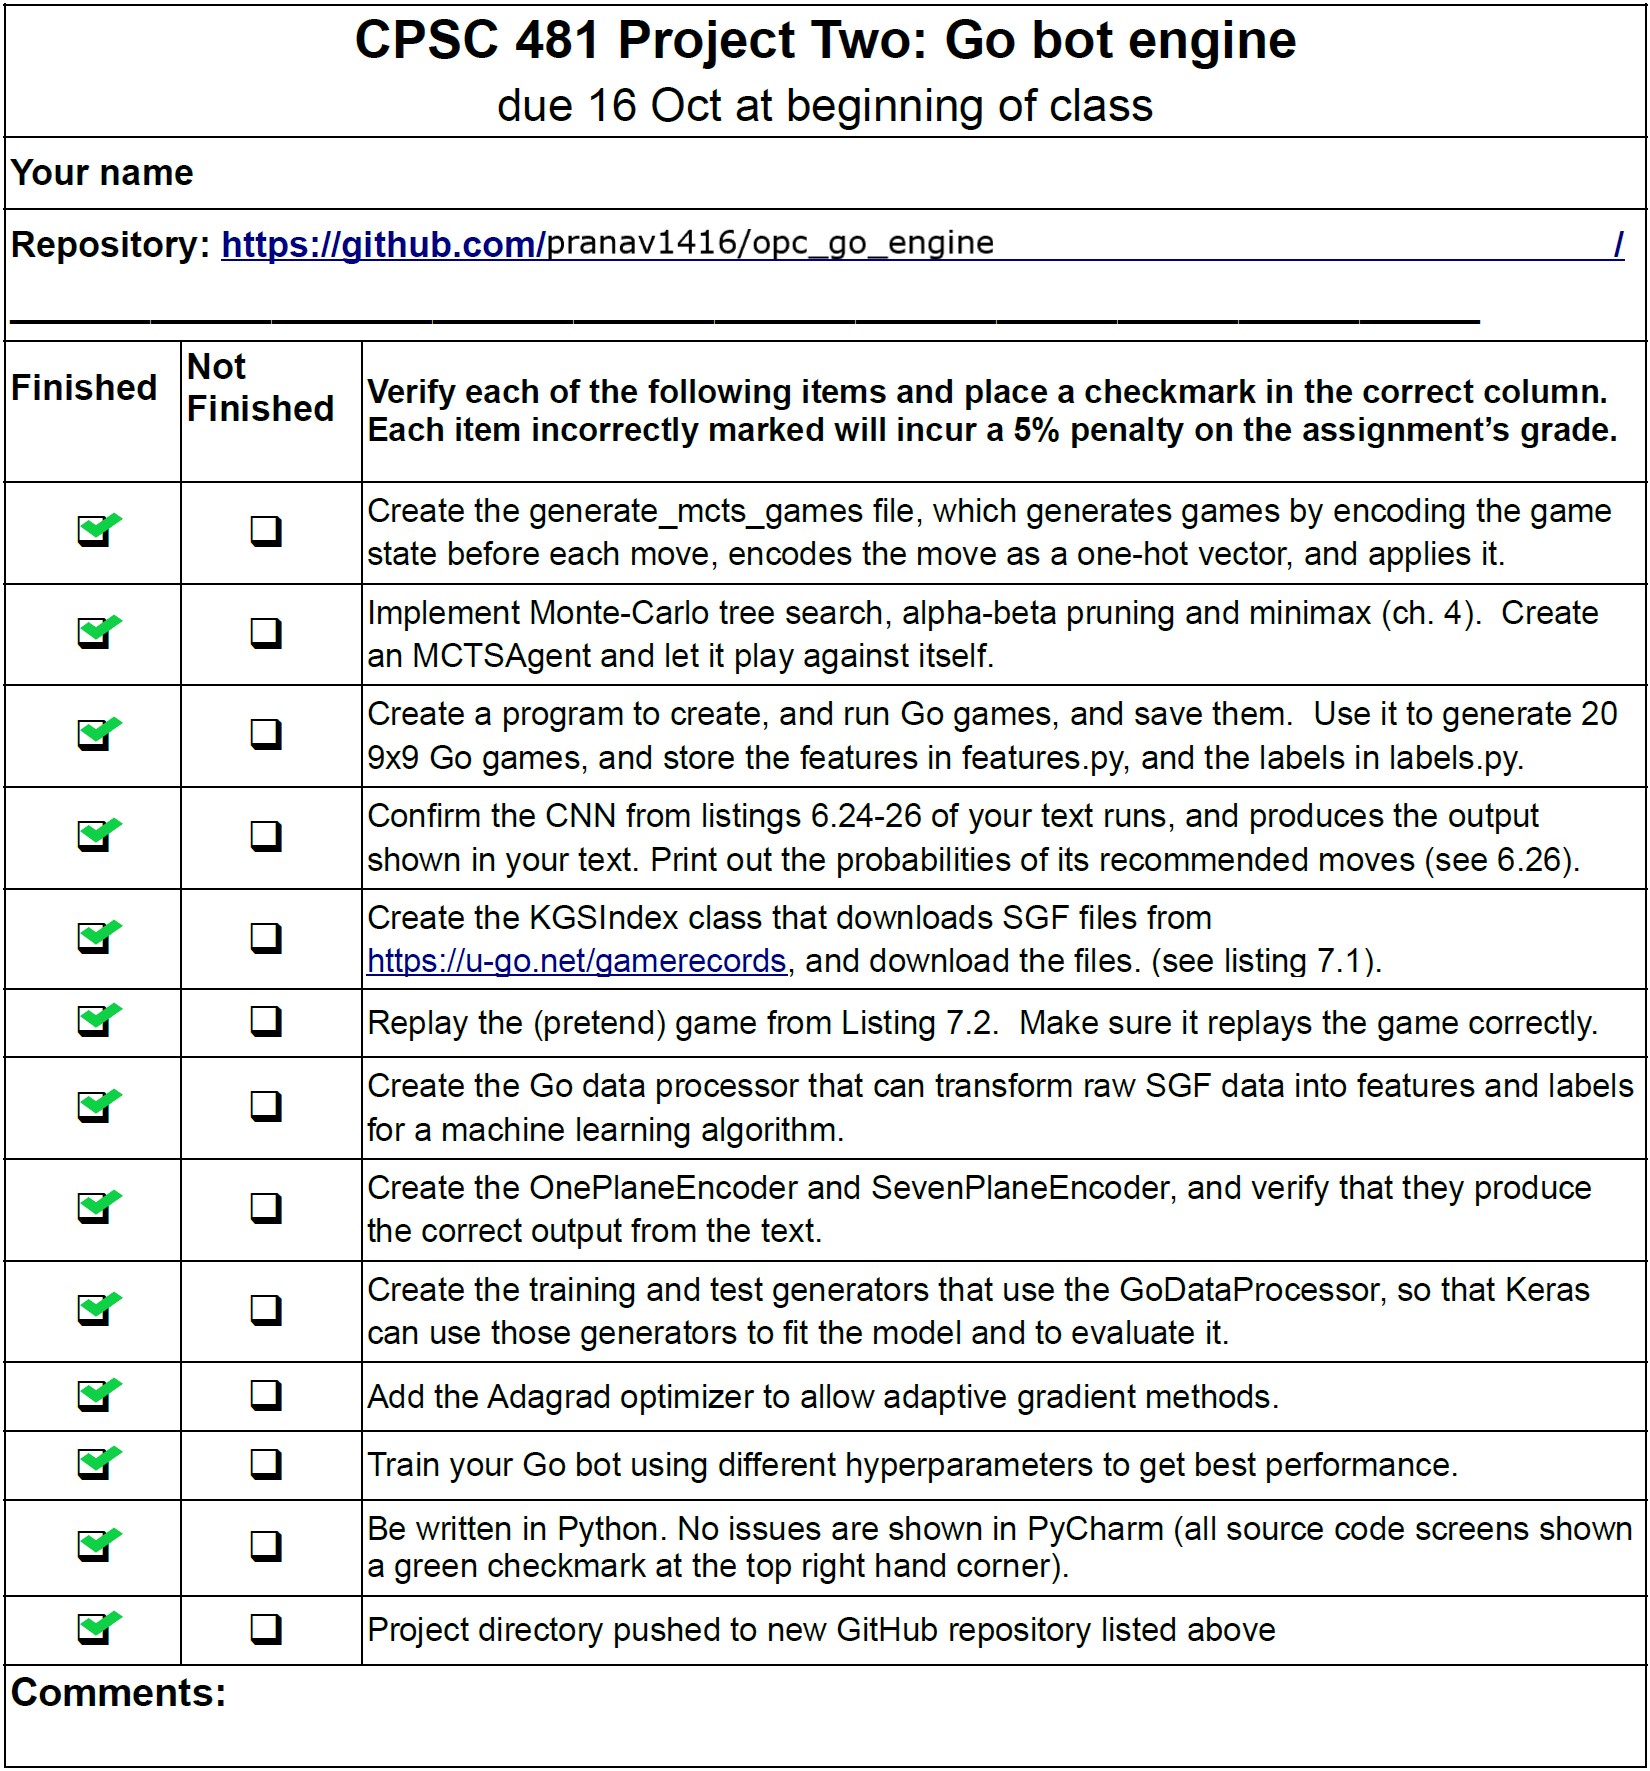 CPSC 481 Project Two: Go bot engine
due 16 Oct at beginning of class
Your name
Repository: https://github.com/pranav1416/opc_go_engine /
Finished
Not
Finished
Verify each of the following items and place a checkmark in the correct column.
Each item incorrectly marked will incur a 5% penalty on the assignment’s grade.
Create the generate_mcts_games file, which generates games by encoding the game
state before each move, encodes the move as a one-hot vector, and applies it.
Implement Monte-Carlo tree search, alpha-beta pruning and minimax (ch. 4).  Create
an MCTSAgent and let it play against itself.
Create a program to create, and run Go games, and save them.  Use it to generate 20
9x9 Go games, and store the features in features.py, and the labels in labels.py.
Confirm the CNN from listings 6.24-26 of your text runs, and produces the output
shown in your text. Print out the probabilities of its recommended moves (see 6.26).
Create the KGSIndex class that downloads SGF files from
https://u-go.net/gamerecords, and download the files. (see listing 7.1).
Replay the (pretend) game from Listing 7.2.  Make sure it replays the game correctly.
Create the Go data processor that can transform raw SGF data into features and labels
for a machine learning algorithm.
Create the OnePlaneEncoder and SevenPlaneEncoder, and verify that they produce
the correct output from the text.
Create the training and test generators that use the GoDataProcessor, so that Keras
can use those generators to fit the model and to evaluate it.
Add the Adagrad optimizer to allow adaptive gradient methods.
Train your Go bot using different hyperparameters to get best performance.
Be written in Python. No issues are shown in PyCharm (all source code screens shown
a green checkmark at the top right hand corner).
Project directory pushed to new GitHub repository listed above
Comments: